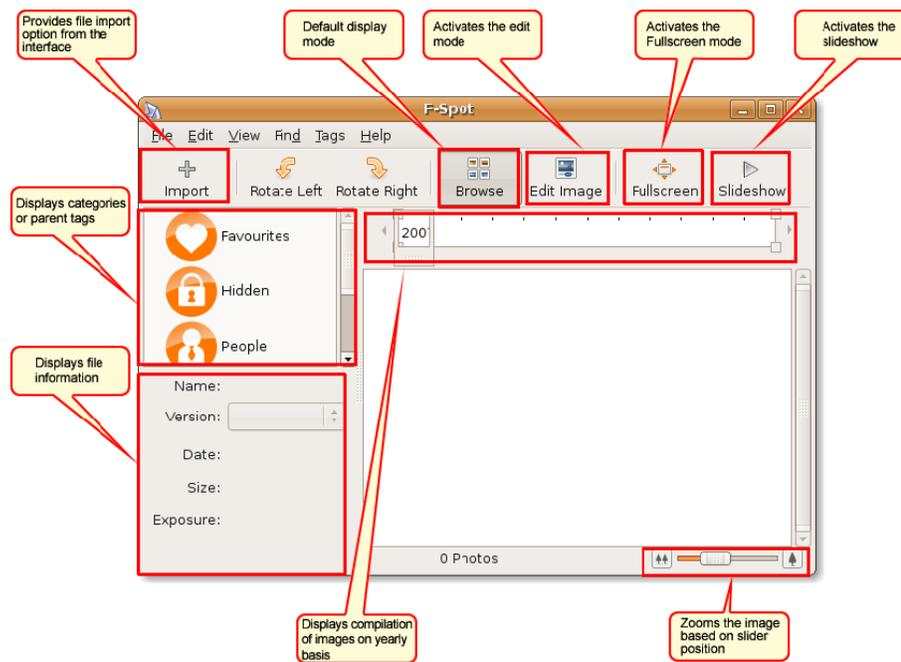 Provides file import
option from the
interface
Default display
mode
Activates the edit
mode
Activates the
Fullscreen mode
Activates the
slideshow
F-Spot
File Edit View Find Tags Help
Import Rotate Left Rotate Right Browse Edit Image Fullscreen Slideshow
Displays categories
or parent tags
Favourites
2007
Hidden
People
Displays file
information
Name:
Version:
Date:
Size:
Exposure:
0 Photos
Displays compilation
of images on yearly
basis
Zooms the image
based on slider
position